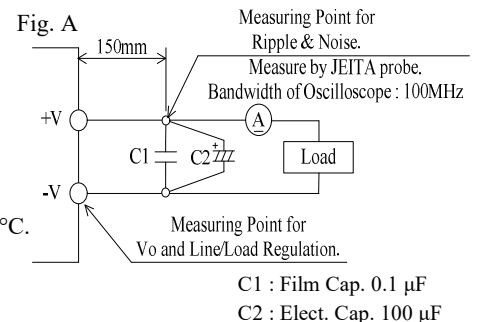 Fig. A
150mm
Measuring Point for
Ripple & Noise.
Measure by JEITA probe.
Bandwidth of Oscilloscope : 100MHz
+V
A
C1
C2
+
Load
-V
°C.
Measuring Point for
Vo and Line/Load Regulation.
C1 : Film Cap. 0.1 μF
C2 : Elect. Cap. 100 μF